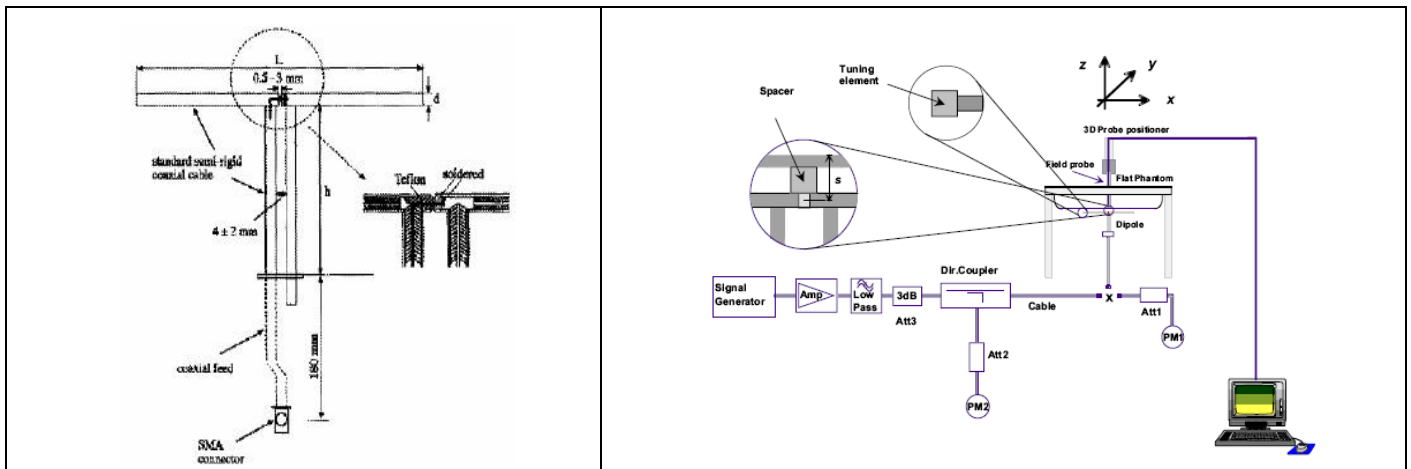 L
0.5 - 3 mm
d
standard semi-rigid
coaxial cable
h
Teflon
soldered
4 ± 2 mm
coaxial feed
180 mm
SMA
connector
Tuning
element
Spacer
s
z
y
x
3D Probe positioner
Field probe
Flat Phantom
Dipole
Signal
Generator
Amp
Low
Pass
3dB
Att3
Dir.Coupler
Cable
x
Att1
PM1
Att2
PM2